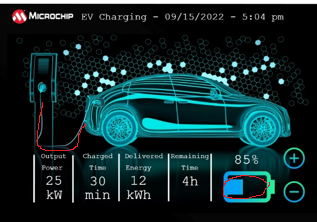 MICROCHIP EV Charging - 09/15/2022 - 5:04 pm
Output Power
25 kW
Charged Time
30 min
Delivered Energy
12 kWh
Remaining Time
4h
85%
+
−